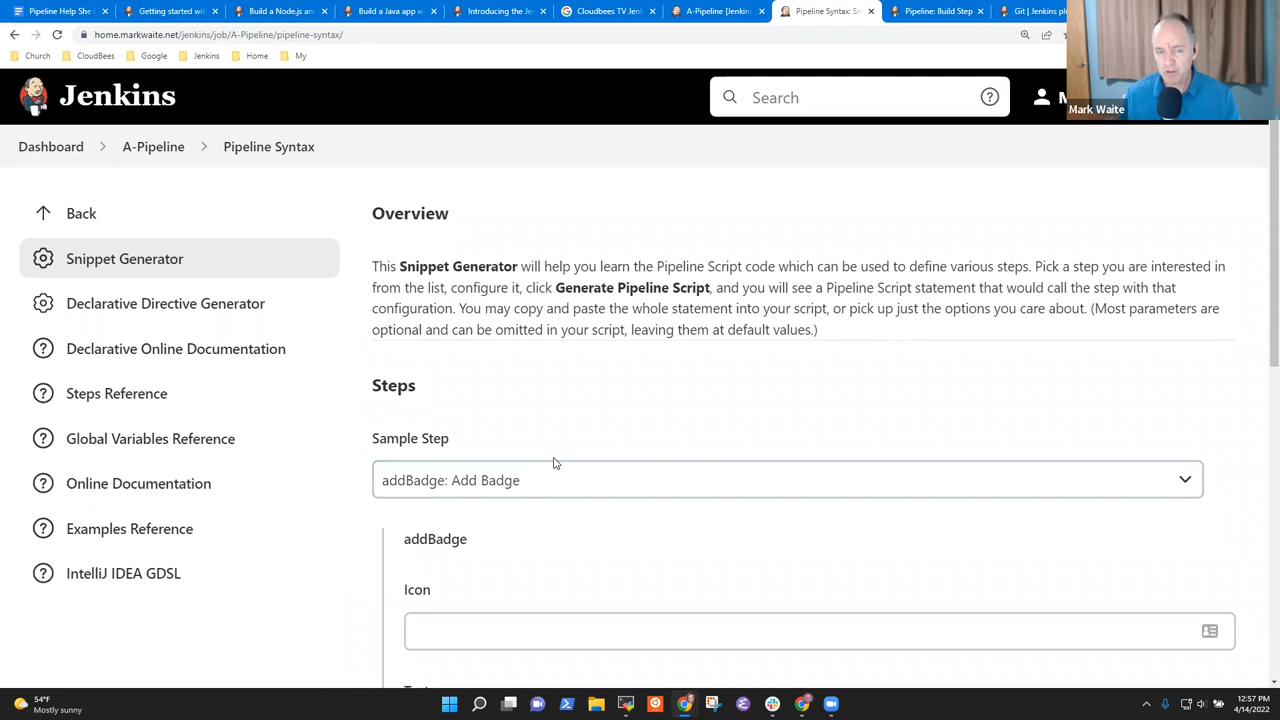 Pipeline Help She
Getting started wit
Build a Node.js an
Build a Java app w
Introducing the Je
Cloudbees TV Jen
A-Pipeline [Jenkin
Pipeline Syntax: Sn
Pipeline: Build Step
Git | Jenkins pl
home.markwaite.net/jenkins/job/A-Pipeline/pipeline-syntax/
Church
CloudBees
Google
Jenkins
Home
My
Jenkins
Search
M
Mark Waite
Dashboard
A-Pipeline
Pipeline Syntax
Back
Snippet Generator
Declarative Directive Generator
Declarative Online Documentation
Steps Reference
Global Variables Reference
Online Documentation
Examples Reference
IntelliJ IDEA GDSL
Overview
This Snippet Generator will help you learn the Pipeline Script code which can be used to define various steps. Pick a step you are interested in
from the list, configure it, click Generate Pipeline Script, and you will see a Pipeline Script statement that would call the step with that
configuration. You may copy and paste the whole statement into your script, or pick up just the options you care about. (Most parameters are
optional and can be omitted in your script, leaving them at default values.)
Steps
Sample Step
addBadge: Add Badge
addBadge
Icon
54°F
Mostly sunny
12:57 PM
4/14/2022